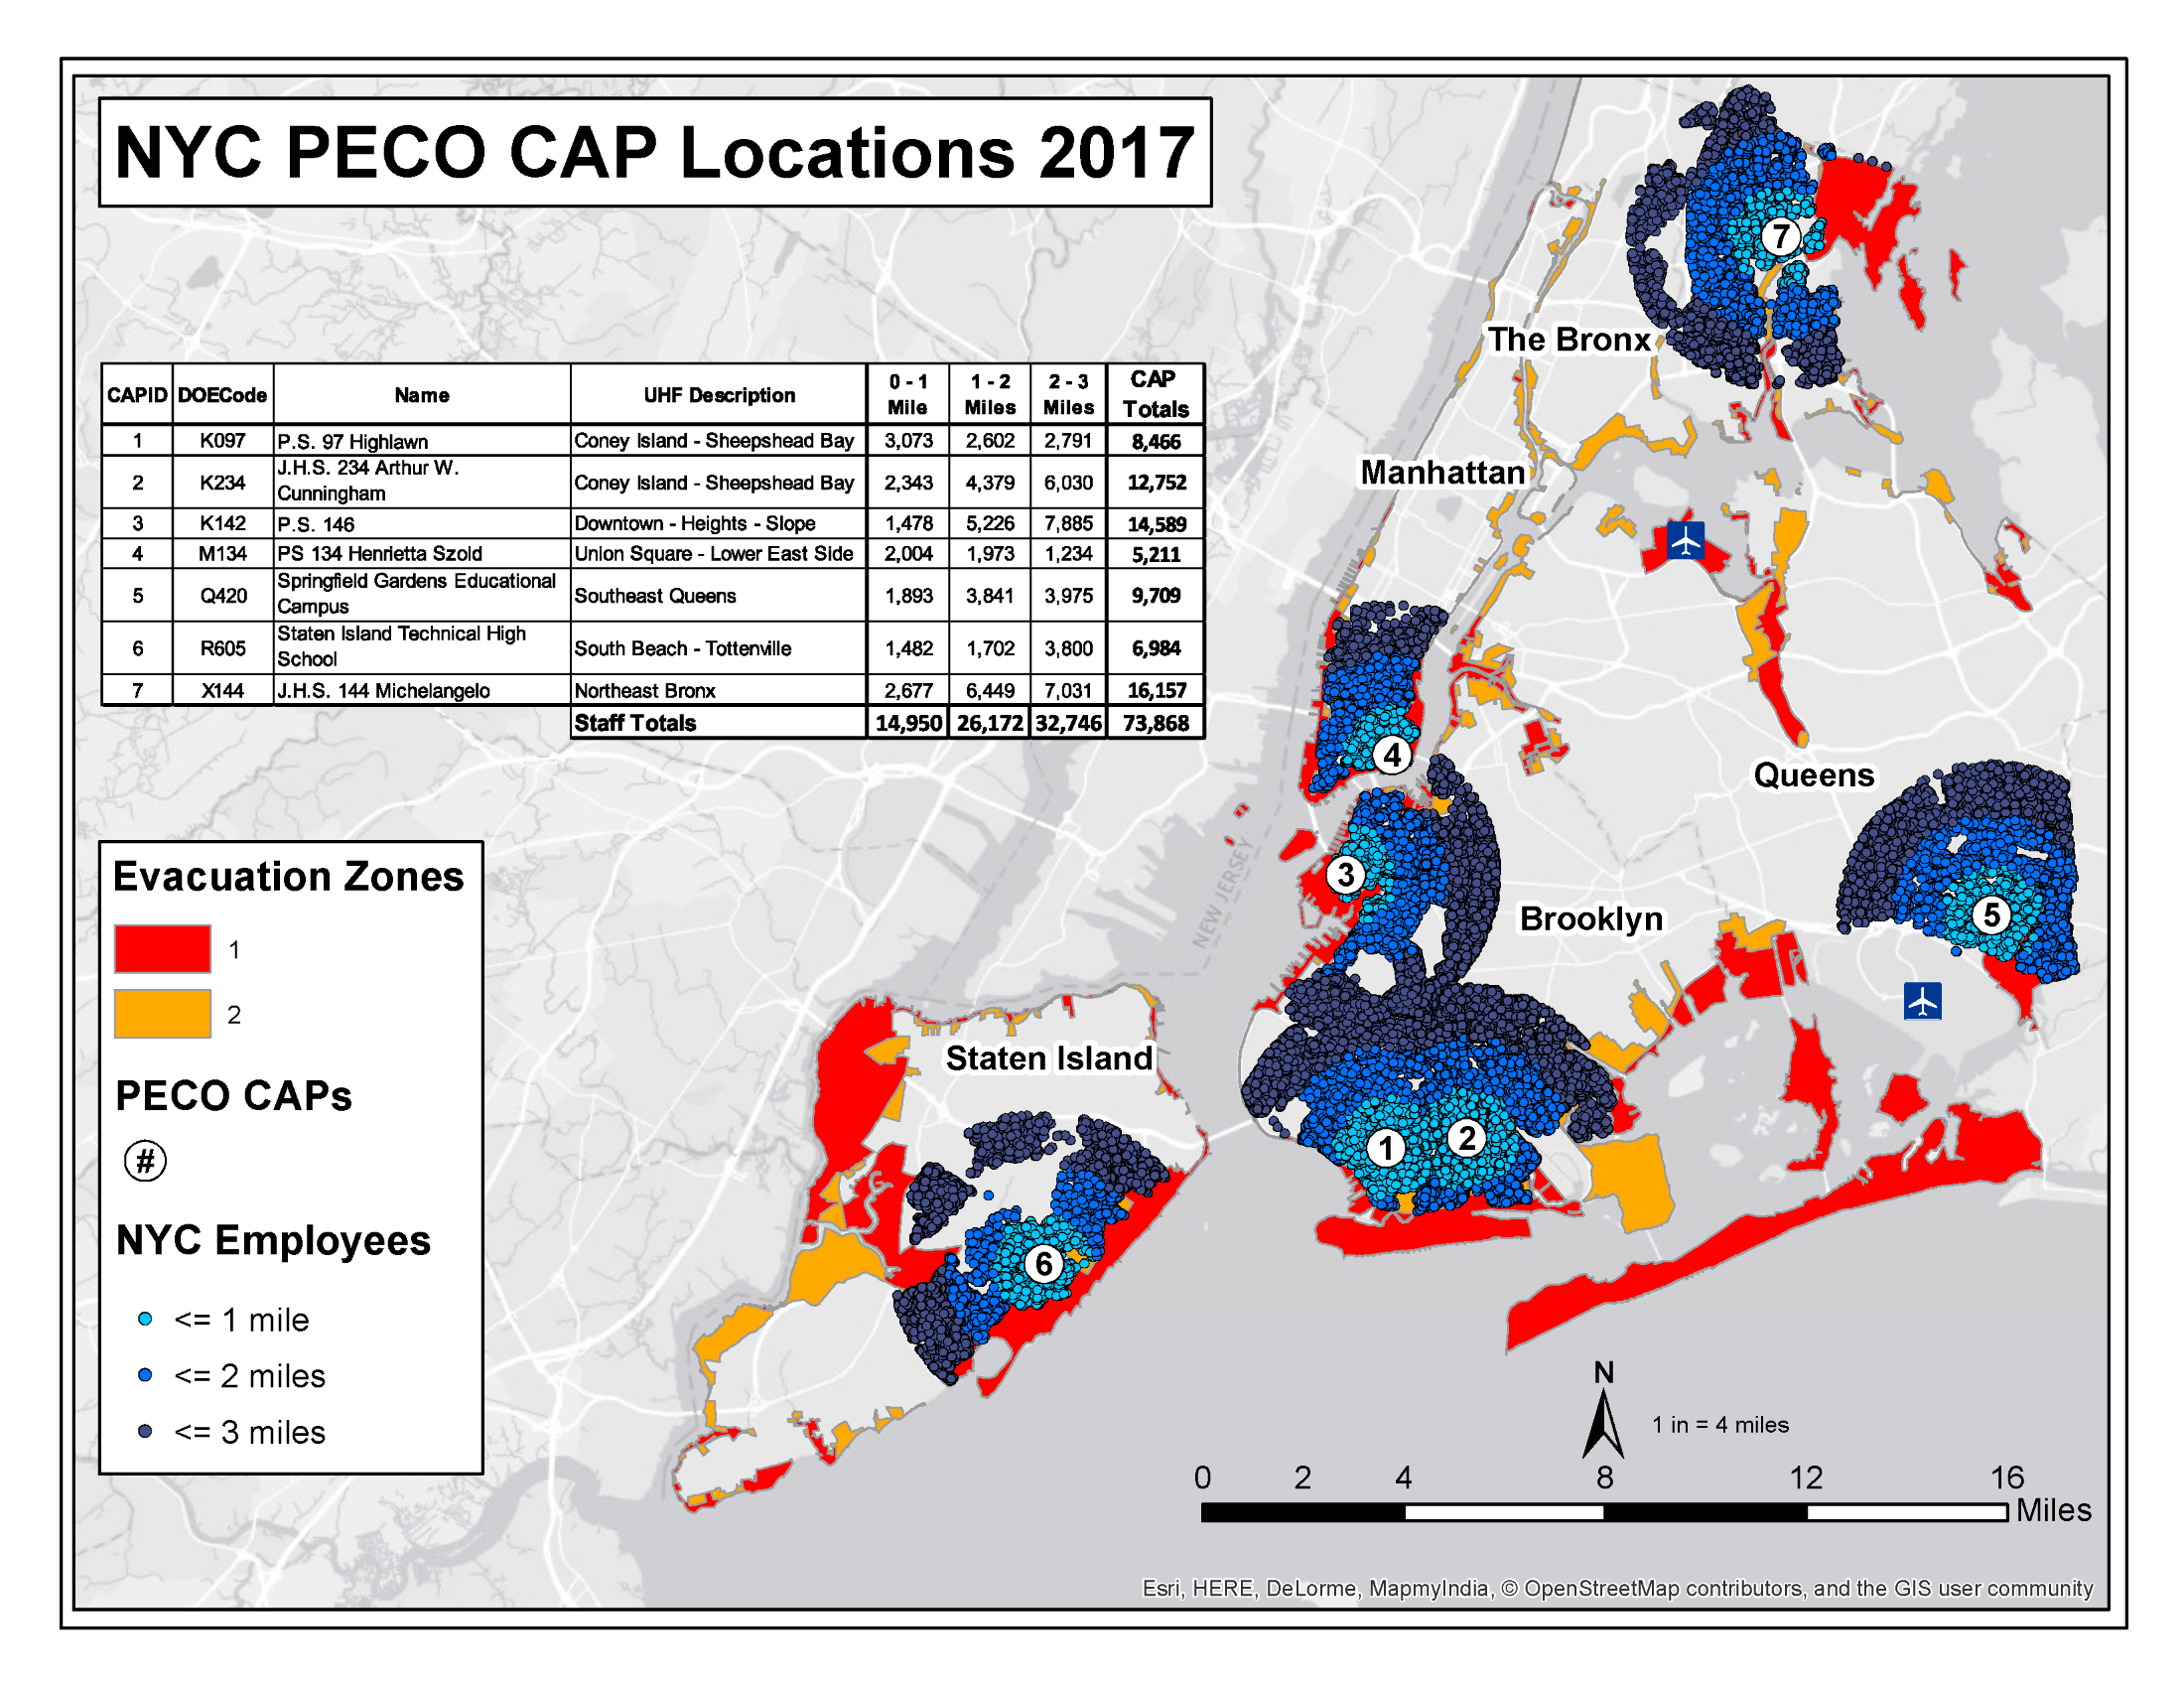 NYC PECO CAP Locations 2017
CAPID DOECode Name UHF Description 0 - 1 Mile 1 - 2 Miles 2 - 3 Miles CAP Totals
1 K097 P.S. 97 Highlawn Coney Island - Sheepshead Bay 3,073 2,602 2,791 8,466
2 K234 J.H.S. 234 Arthur W. Cunningham Coney Island - Sheepshead Bay 2,343 4,379 6,030 12,752
3 K142 P.S. 146 Downtown - Heights - Slope 1,478 5,226 7,885 14,589
4 M134 PS 134 Henrietta Szold Union Square - Lower East Side 2,004 1,973 1,234 5,211
5 Q420 Springfield Gardens Educational Campus Southeast Queens 1,893 3,841 3,975 9,709
6 R605 Staten Island Technical High School South Beach - Tottenville 1,482 1,702 3,800 6,984
7 X144 J.H.S. 144 Michelangelo Northeast Bronx 2,677 6,449 7,031 16,157
Staff Totals 14,950 26,172 32,746 73,868
7
The Bronx
Manhattan
4
Queens
3
NEW JERSEY
Brooklyn
5
Staten Island
1
2
6
Evacuation Zones
1
2
PECO CAPs
#
NYC Employees
<= 1 mile
<= 2 miles
<= 3 miles
N
1 in = 4 miles
0 2 4 8 12 16
Miles
Esri, HERE, DeLorme, MapmyIndia, © OpenStreetMap contributors, and the GIS user community